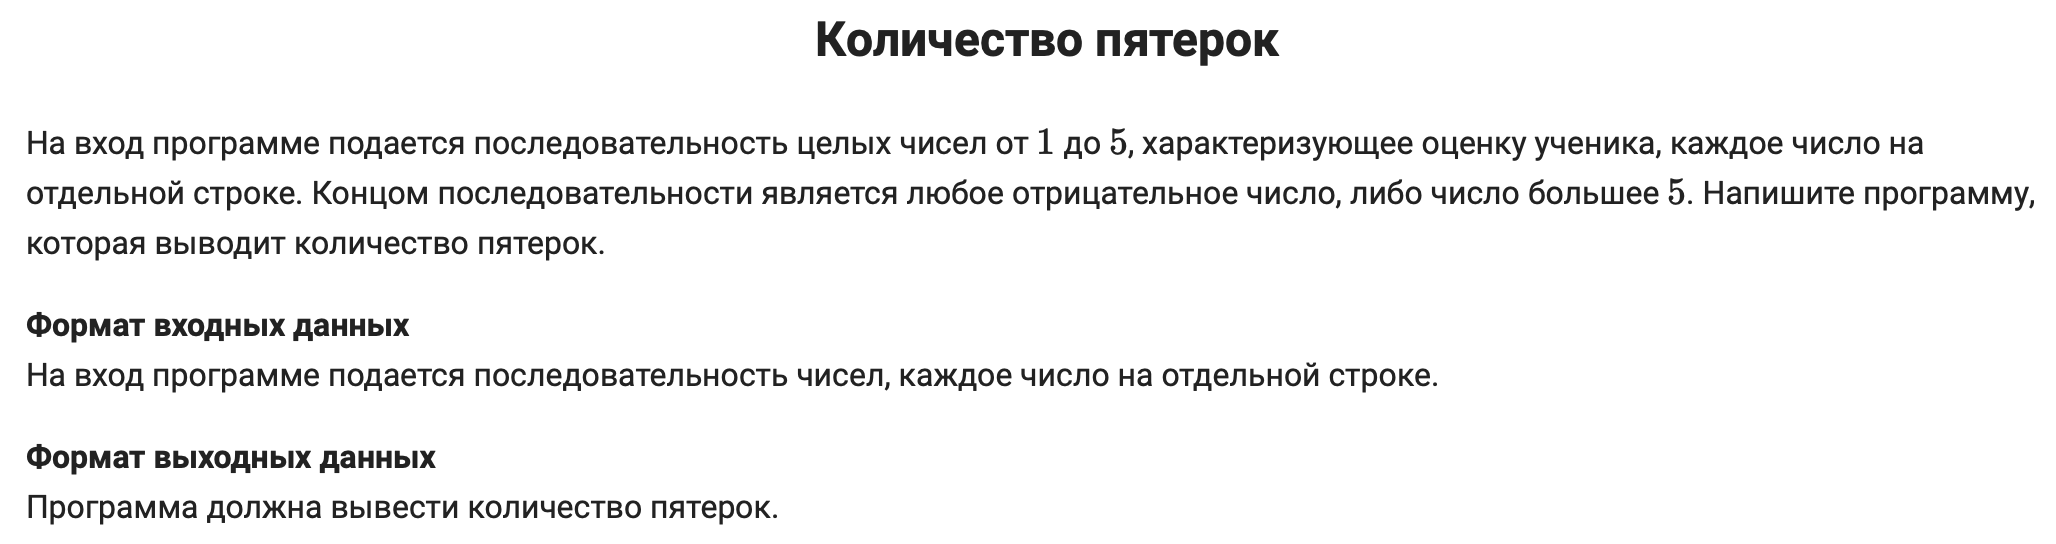 Количество пятерок
На вход программе подается последовательность целых чисел от 1 до 5, характеризующее оценку ученика, каждое число на
отдельной строке. Концом последовательности является любое отрицательное число, либо число большее 5. Напишите программу,
которая выводит количество пятерок.
Формат входных данных
На вход программе подается последовательность чисел, каждое число на отдельной строке.
Формат выходных данных
Программа должна вывести количество пятерок.